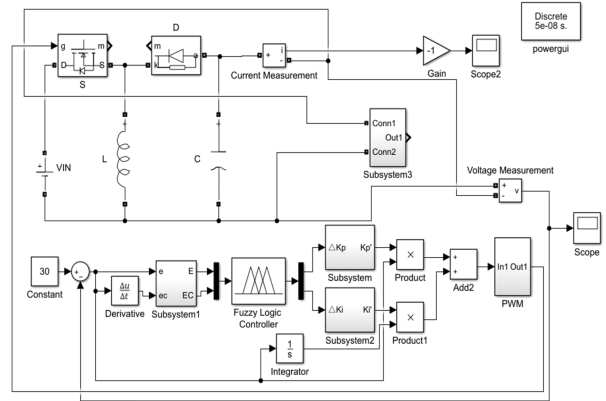 D
Discrete
5e-08 s.
powergui
g
m
D
S
S
m
k
a
+
i
-
Current Measurement
-1
Gain
Scope2
VIN
+
L
+
C
+
Conn1
Out1
Conn2
Subsystem3
Voltage Measurement
+
-
v
Scope
30
Constant
+
-
Δu
Δt
Derivative
e
E
ec
EC
Subsystem1
Fuzzy Logic
Controller
△Kp
Kp'
Subsystem
△Ki
Ki'
Subsystem2
×
Product
×
Product1
+
+
Add2
In1 Out1
PWM
1
s
Integrator